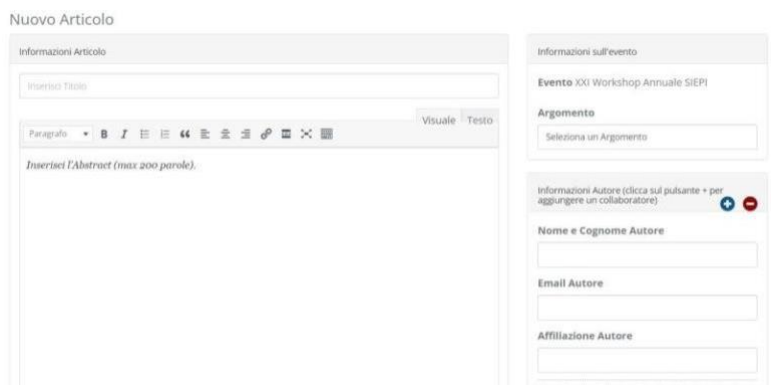 Nuovo Articolo
Informazioni Articolo
Inserisci Titolo
Visuale Testo
Paragrafo
Inserisci l'Abstract (max 200 parole).
Informazioni sull'evento
Evento XXI Workshop Annuale SIEPI
Argomento
Seleziona un Argomento
Informazioni Autore (clicca sul pulsante + per
aggiungere un collaboratore)
Nome e Cognome Autore
Email Autore
Affiliazione Autore